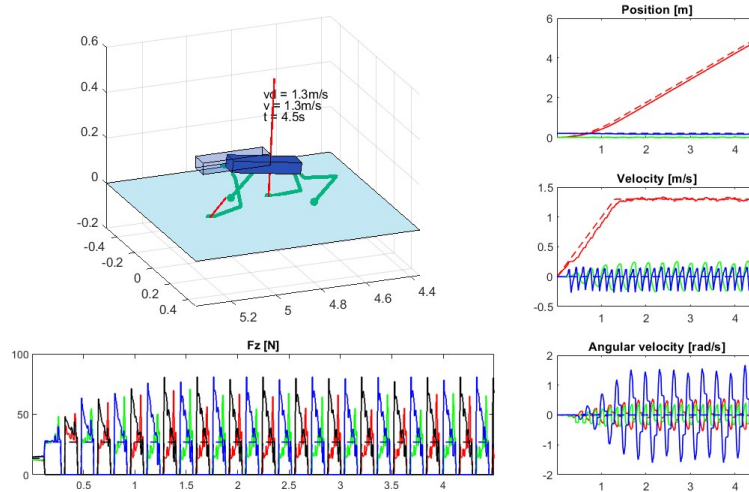 0.6
0.4
0.2
0
-0.2
-0.4
-0.2
0
0.2
0.4
5.2
5
4.8
4.6
4.4
vd = 1.3m/s
v = 1.3m/s
t = 4.5s
Position [m]
6
4
2
0
1 2 3 4
Velocity [m/s]
1.5
1
0.5
0
-0.5
1 2 3 4
Fz [N]
100
50
0
0.5 1 1.5 2 2.5 3 3.5 4
Angular velocity [rad/s]
2
1
0
-1
-2
1 2 3 4